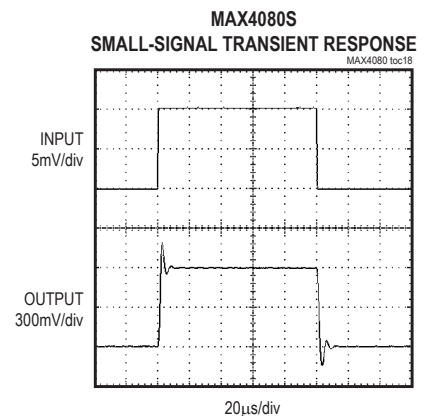 MAX4080S
SMALL-SIGNAL TRANSIENT RESPONSE
MAX4080 toc18
INPUT
5mV/div
OUTPUT
300mV/div
20μs/div